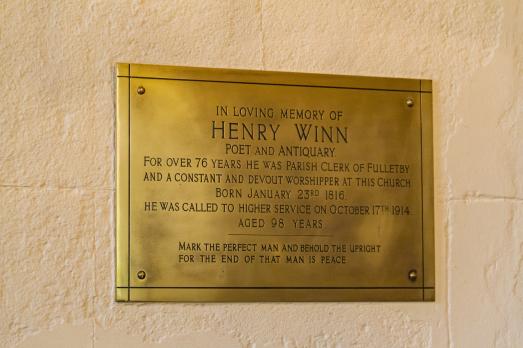 IN LOVING MEMORY OF
HENRY WINN
POET AND ANTIQUARY.
FOR OVER 76 YEARS HE WAS PARISH CLERK OF FULLETBY
AND A CONSTANT AND DEVOUT WORSHIPPER AT THIS CHURCH
BORN JANUARY 23RD 1816.
HE WAS CALLED TO HIGHER SERVICE ON OCTOBER 17TH 1914
AGED 98 YEARS.
MARK THE PERFECT MAN AND BEHOLD THE UPRIGHT
FOR THE END OF THAT MAN IS PEACE